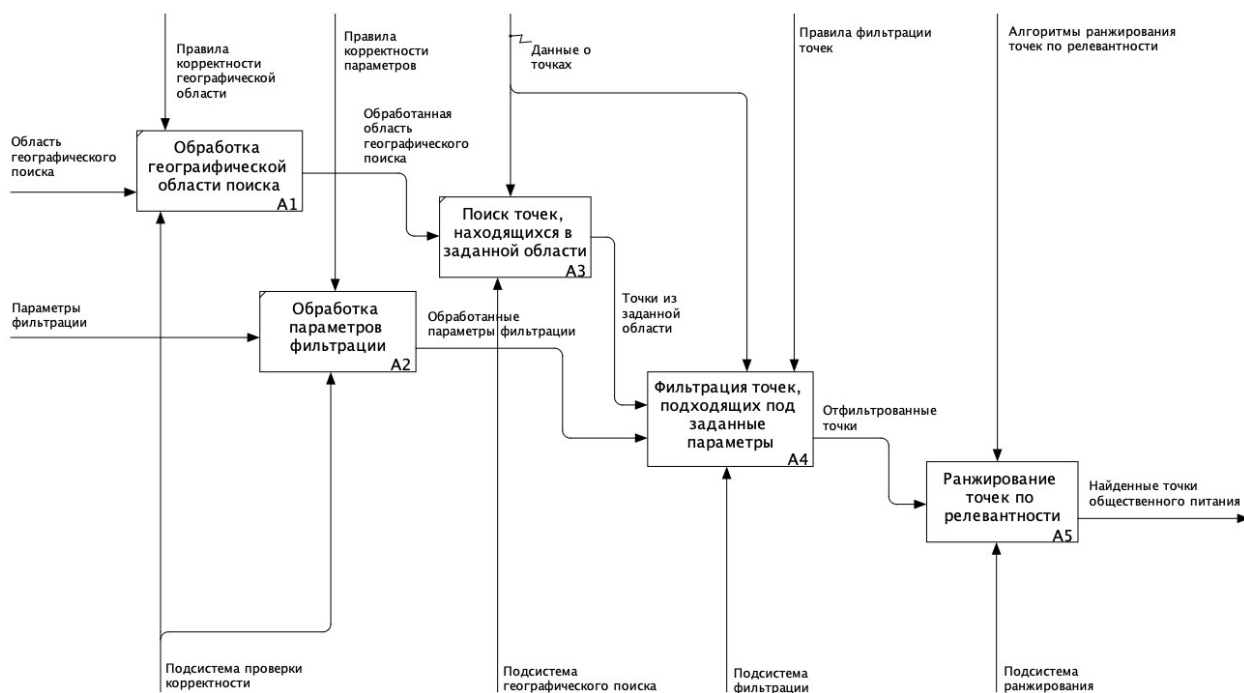 Правила
корректности
географической
области
Правила
корректности
параметров
Данные о
точках
Правила фильтрации
точек
Алгоритмы ранжирования
точек по релевантности
Область
географического
поиска
Обработка
геограифической
области поиска
A1
Обработанная
область
географического
поиска
Поиск точек,
находящихся в
заданной области
A3
Параметры
фильтрации
Обработка
параметров
фильтрации
A2
Обработанные
параметры фильтрации
Точки из
заданной
области
Фильтрация точек,
подходящих под
заданные
параметры
A4
Отфильтрованные
точки
Ранжирование
точек по
релевантности
A5
Найденные точки
общественного питания
Подсистема проверки
корректности
Подсистема
географического поиска
Подсистема
фильтрации
Подсистема
ранжирования